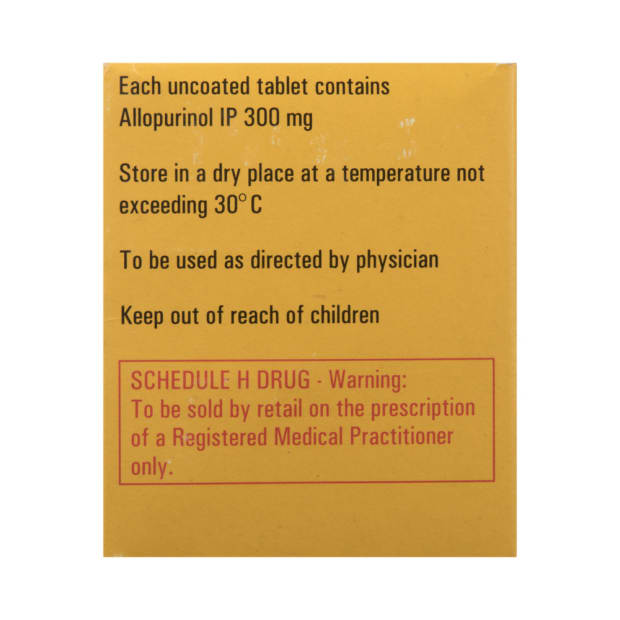 Each uncoated tablet contains
Allopurinol IP 300 mg
Store in a dry place at a temperature not
exceeding 30° C
To be used as directed by physician
Keep out of reach of children
SCHEDULE H DRUG - Warning:
To be sold by retail on the prescription
of a Registered Medical Practitioner
only.